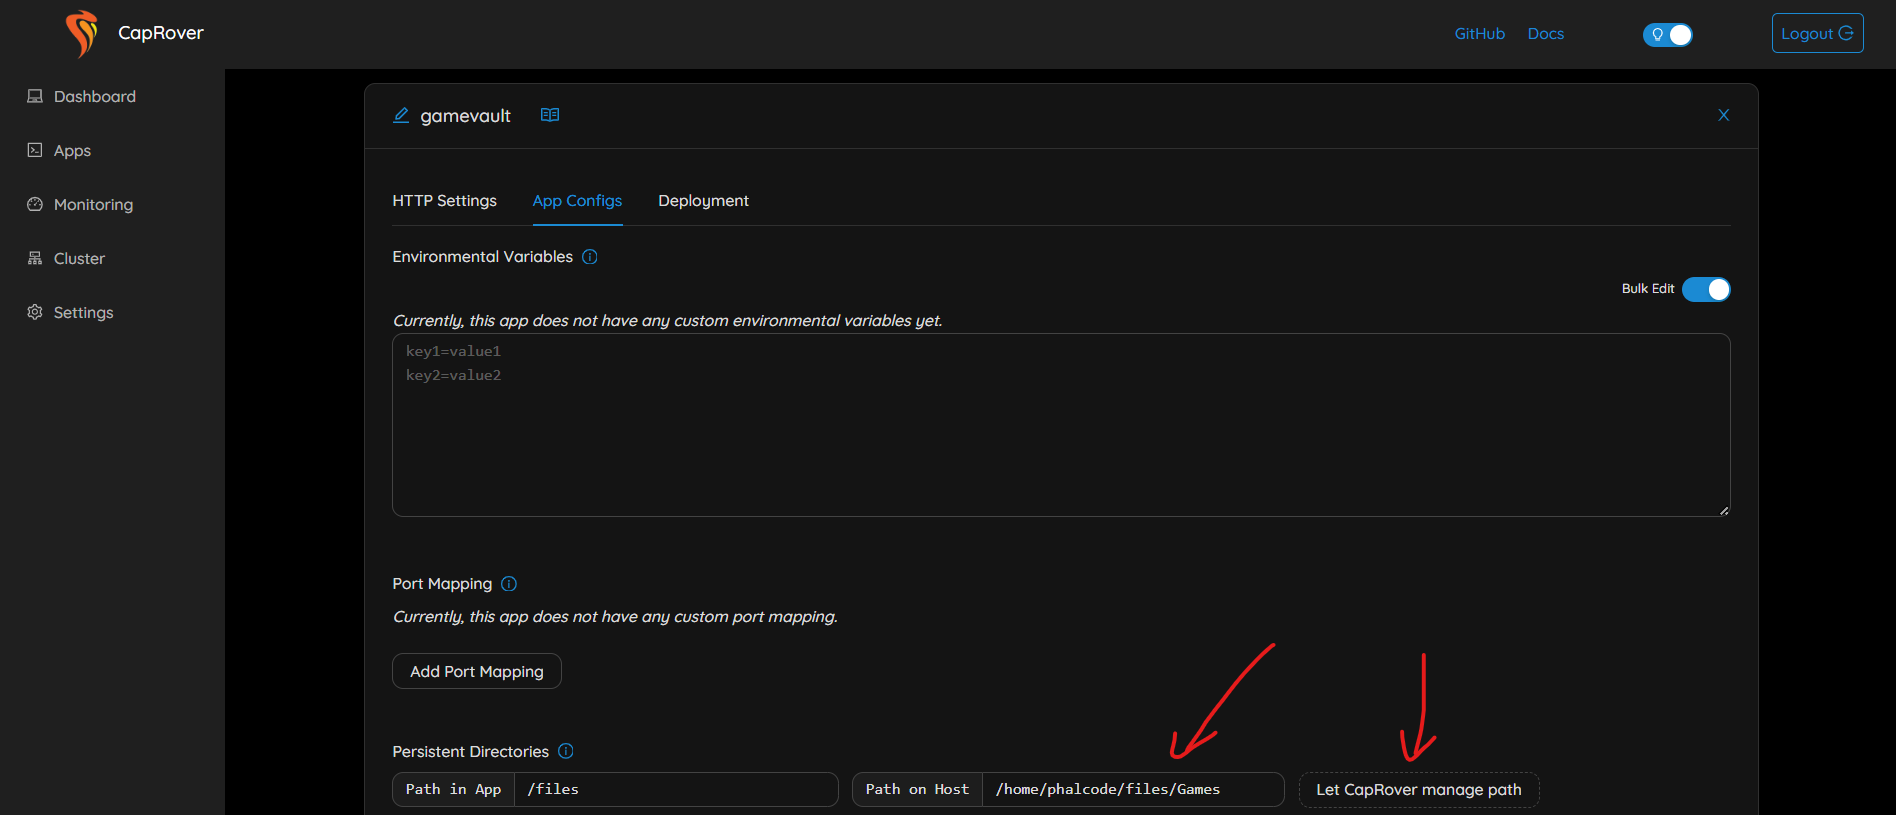 CapRover
GitHub Docs
Logout
Dashboard
Apps
Monitoring
Cluster
Settings
gamevault
X
HTTP Settings App Configs Deployment
Environmental Variables
Bulk Edit
Currently, this app does not have any custom environmental variables yet.
key1=value1
key2=value2
Port Mapping
Currently, this app does not have any custom port mapping.
Add Port Mapping
Persistent Directories
Path in App /files Path on Host /home/phalcode/files/Games Let CapRover manage path